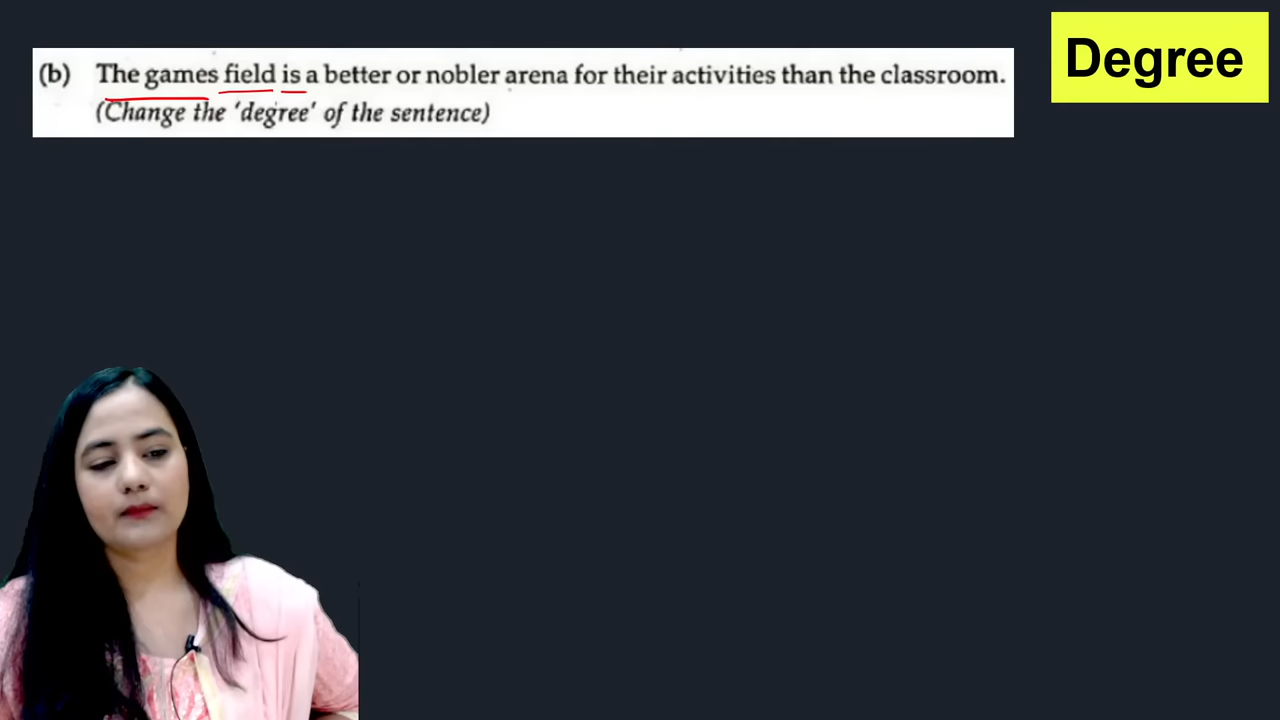 Degree
(b) The games field is a better or nobler arena for their activities than the classroom.
(Change the 'degree' of the sentence)